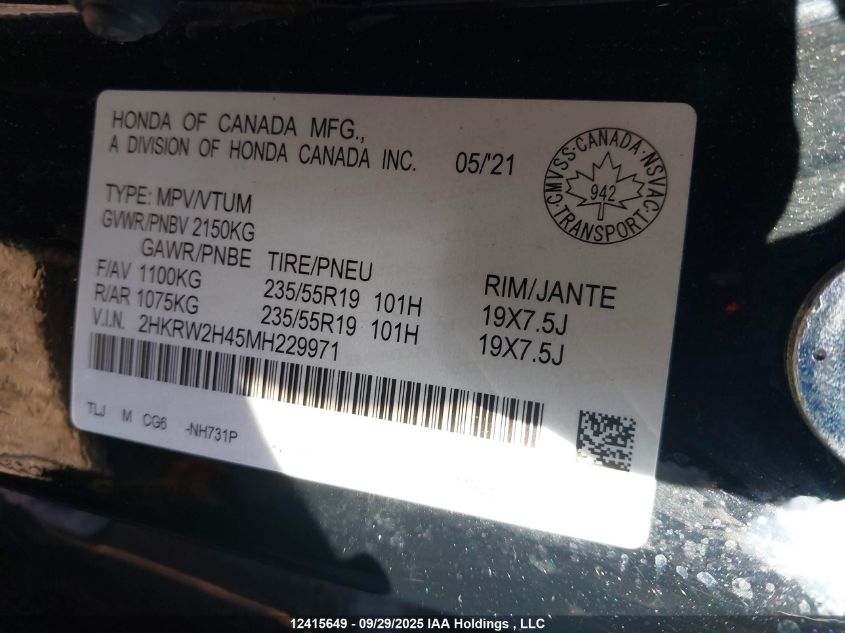 HONDA OF CANADA MFG.,
A DIVISION OF HONDA CANADA INC. 05/'21
CMVSS·CANADA·NSVAC·TRANSPORT·
942
TYPE: MPV/VTUM
GVWR/PNBV 2150KG
GAWR/PNBE TIRE/PNEU RIM/JANTE
F/AV 1100KG 235/55R19 101H 19X7.5J
R/AR 1075KG 235/55R19 101H 19X7.5J
V.I.N. 2HKRW2H45MH229971
TLJ M CG6 -NH731P
12415649 - 09/29/2025 IAA Holdings , LLC